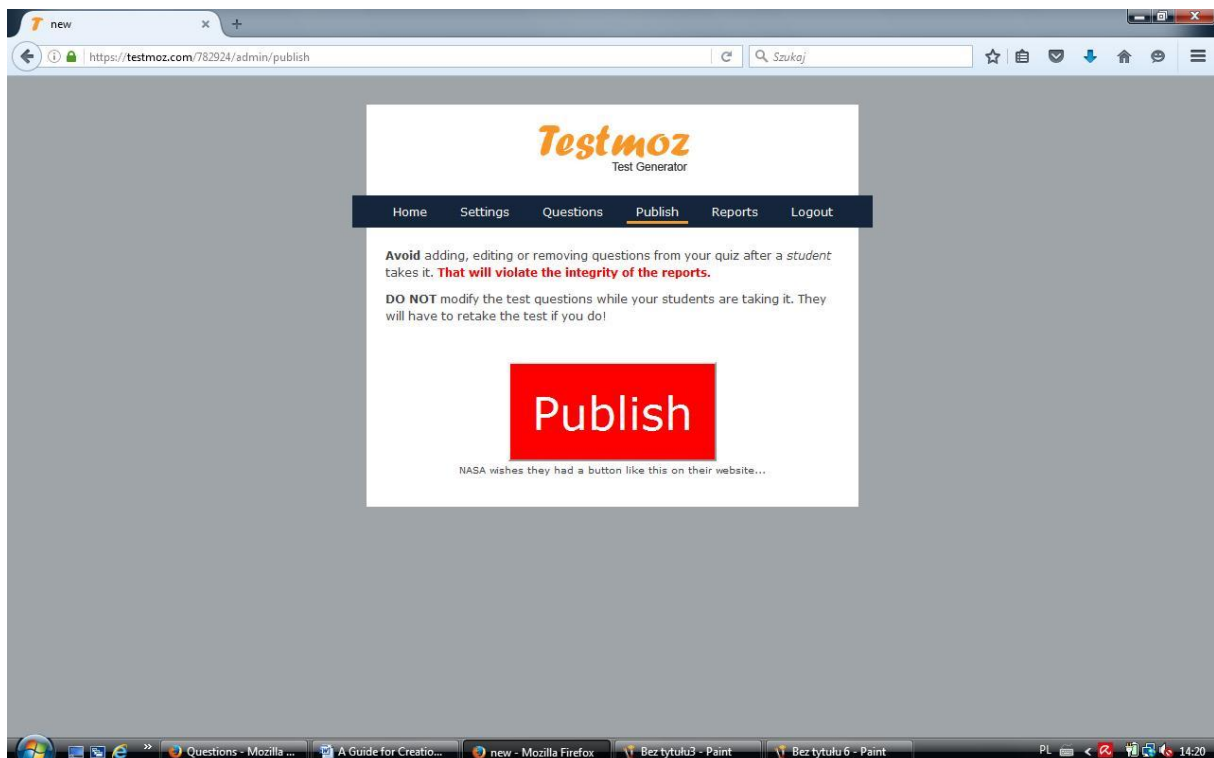 new
https://testmoz.com/782924/admin/publish
Szukaj
Testmoz
Test Generator
Home Settings Questions Publish Reports Logout
Avoid adding, editing or removing questions from your quiz after a student
takes it. That will violate the integrity of the reports.
DO NOT modify the test questions while your students are taking it. They
will have to retake the test if you do!
Publish
NASA wishes they had a button like this on their website...
Questions - Mozilla ... A Guide for Creatio... new - Mozilla Firefox Bez tytułu3 - Paint Bez tytułu 6 - Paint PL 14:20